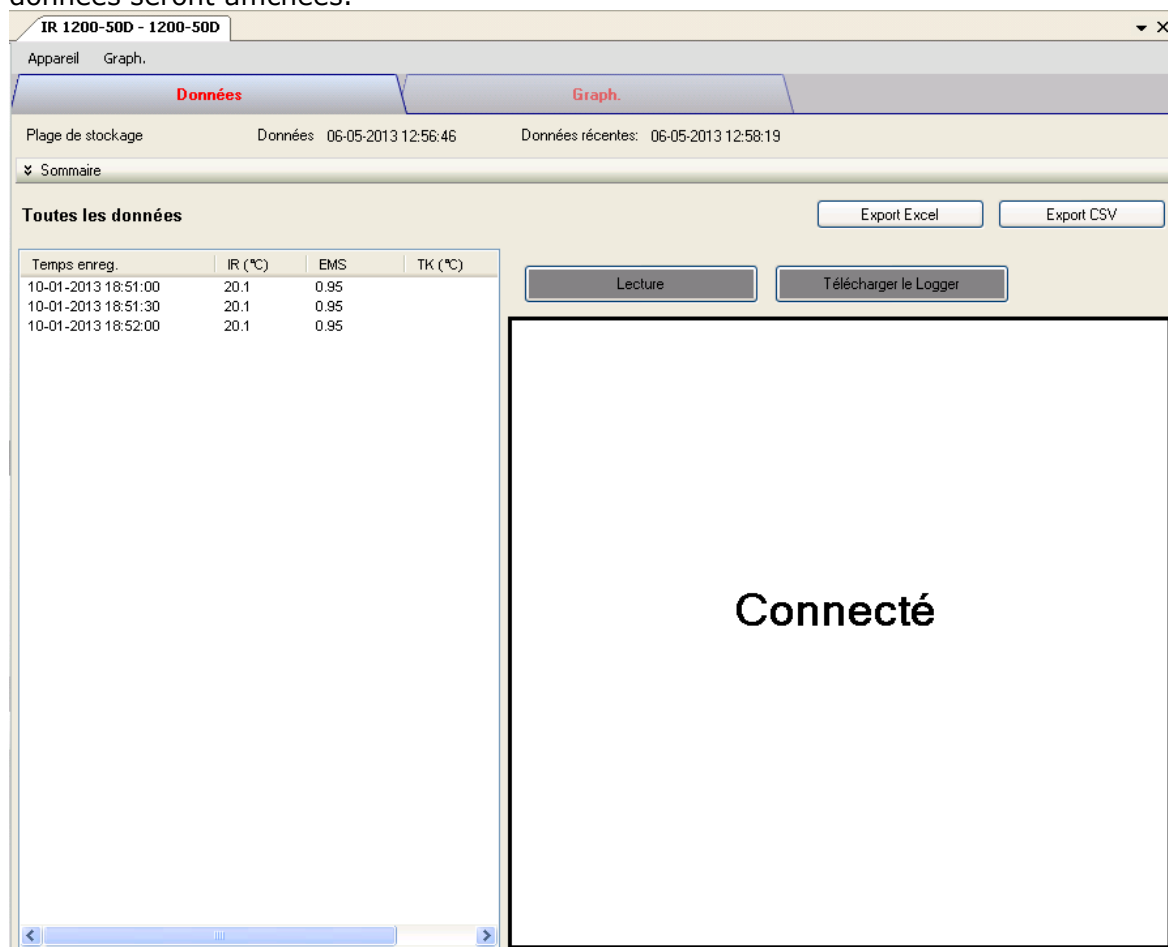 données seront affichées.
IR 1200-50D - 1200-50D
Appareil Graph.
Données Graph.
Plage de stockage Données 06-05-2013 12:56:46 Données récentes: 06-05-2013 12:58:19
Sommaire
Toutes les données Export Excel Export CSV
Temps enreg. IR (℃) EMS TK (℃)
Lecture Télécharger le Logger
10-01-2013 18:51:00 20.1 0.95
10-01-2013 18:51:30 20.1 0.95
10-01-2013 18:52:00 20.1 0.95
Connecté